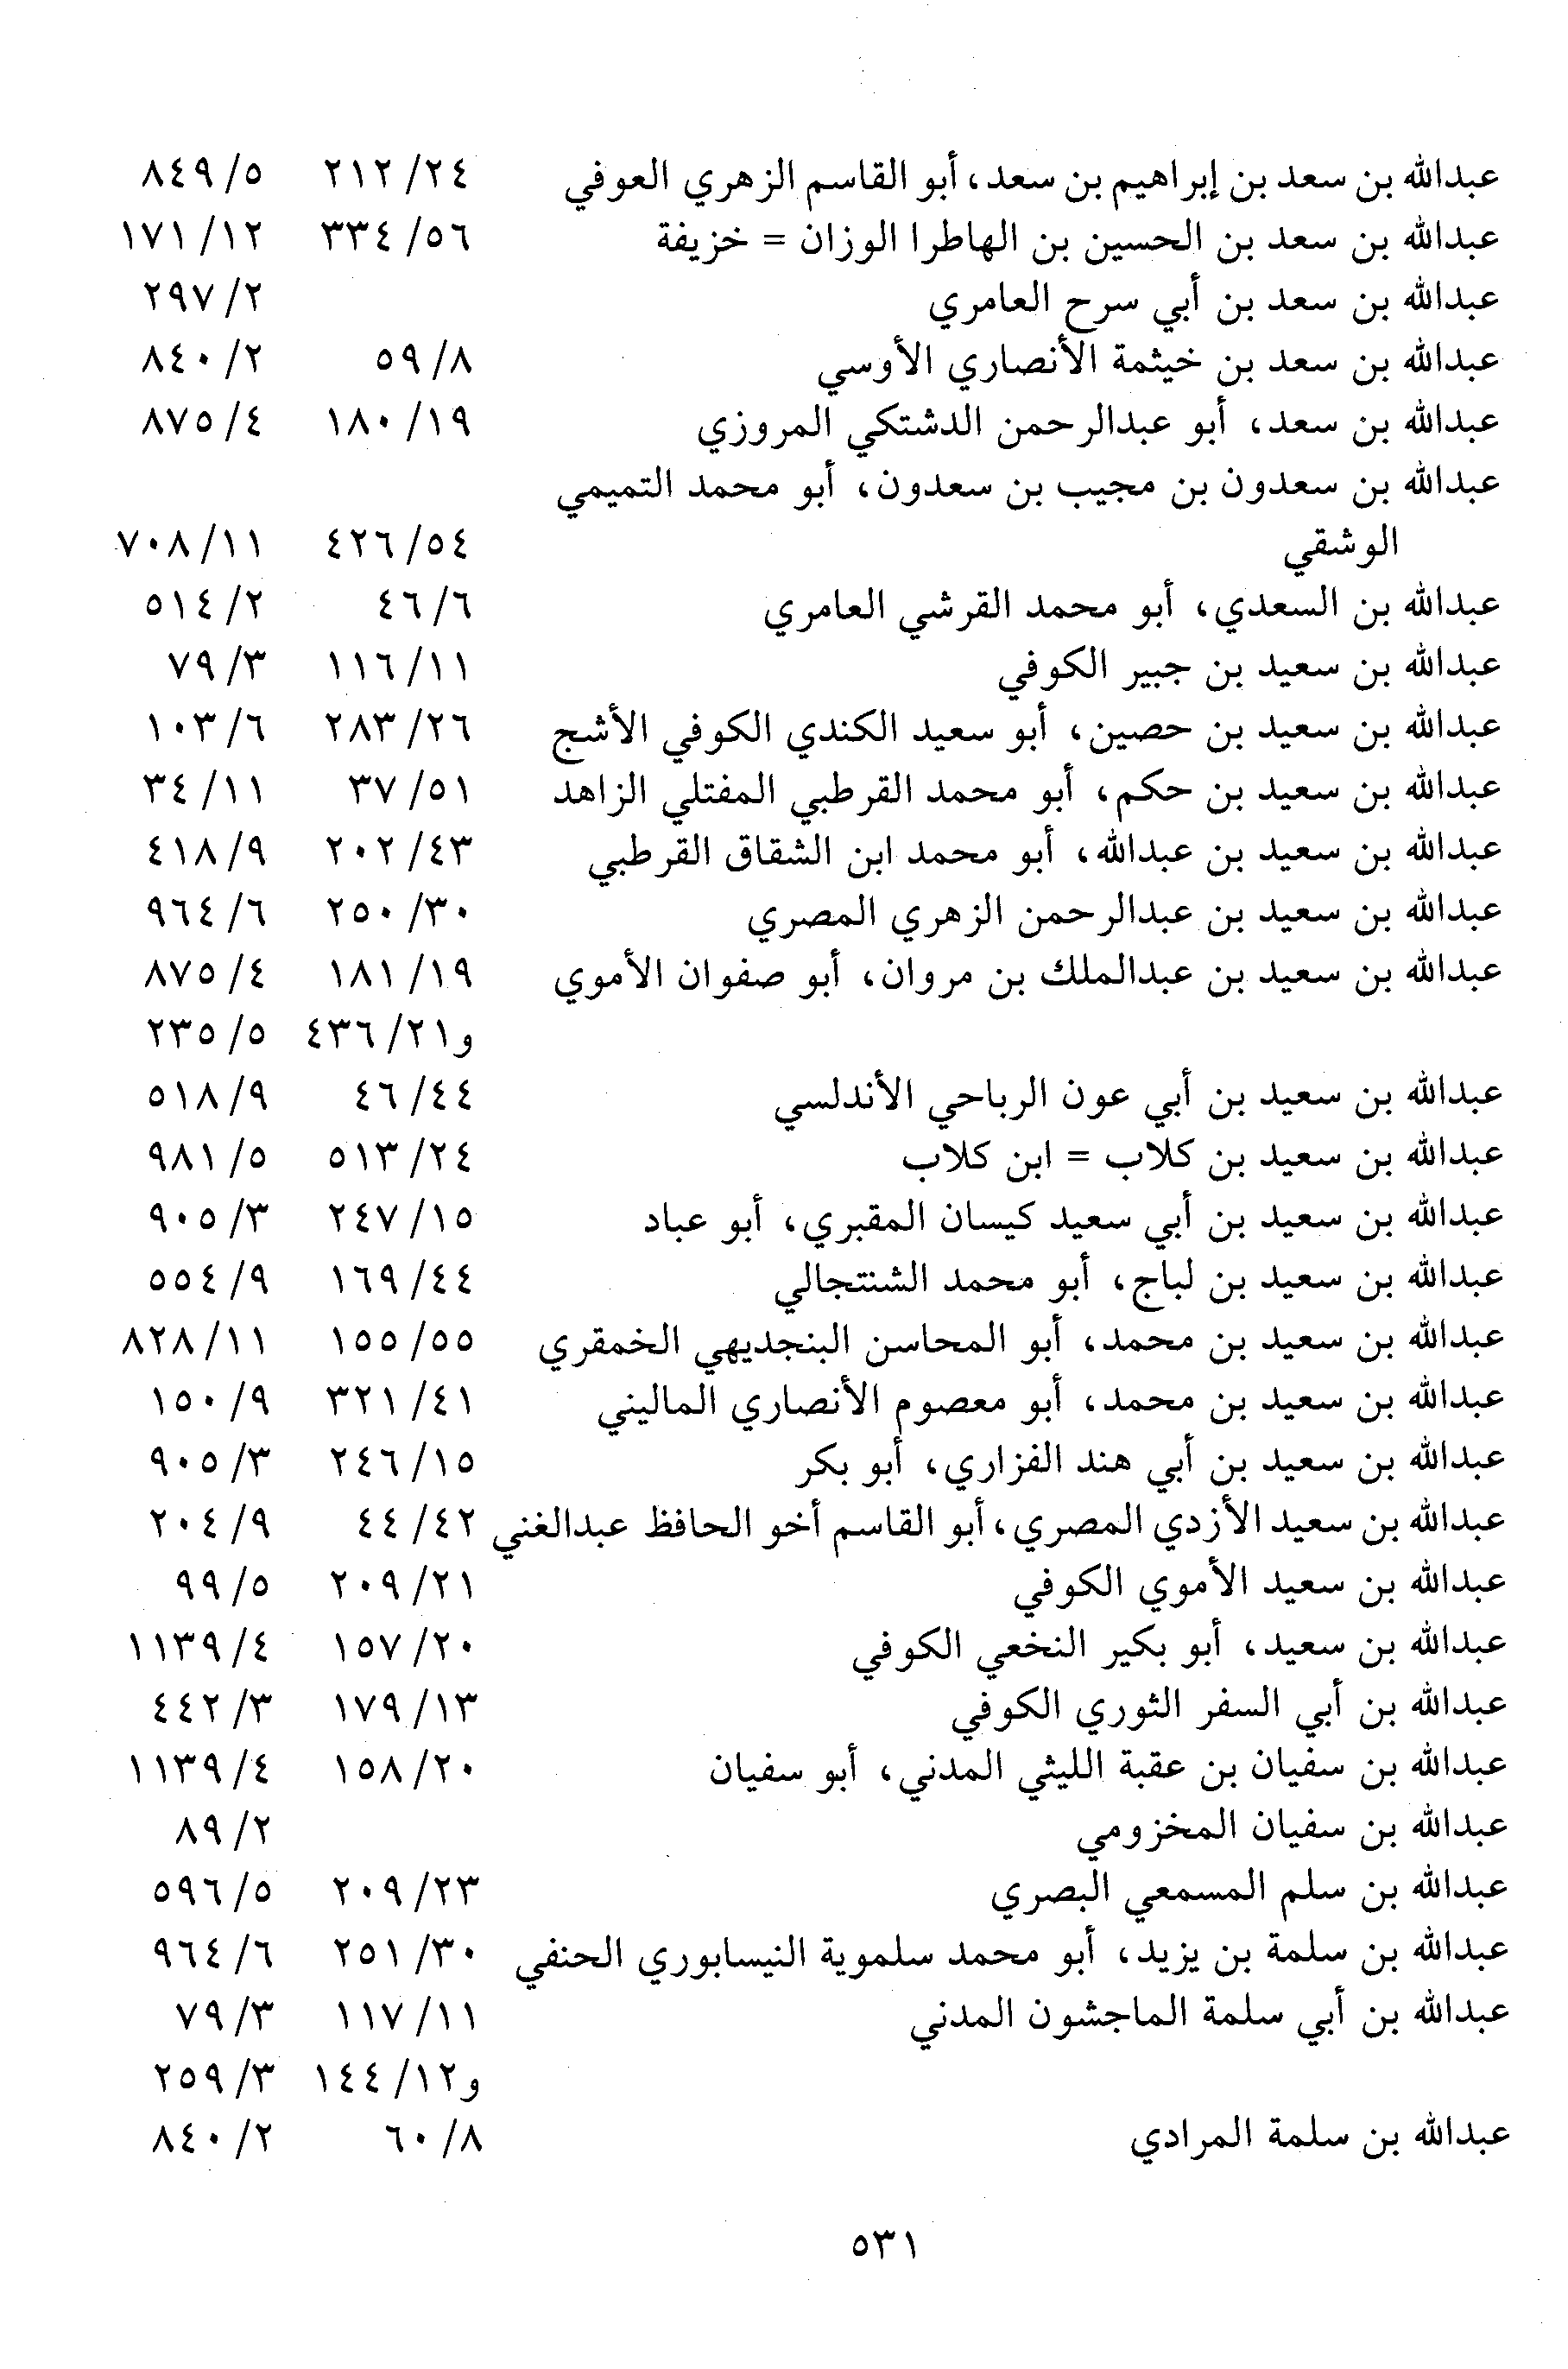 عبدالله بن سعد بن إبراهيم بن سعد، أبو القاسم الزهري العوفي ٢٤/ ٢١٢ ٥/ ٨٤٩
عبدالله بن سعد بن الحسين بن الهاطرا الوزان = خزيفة ٥٦/ ٣٣٤ ١٢/ ١٧١
عبدالله بن سعد بن أبي سرح العامري ٢/ ٢٩٧
عبدالله بن سعد بن خيثمة الأنصاري الأوسي ٨/ ٥٩ ٢/ ٨٤٠
عبدالله بن سعد، أبو عبدالرحمن الدشتكي المروزي ١٩/ ١٨٠ ٤/ ٨٧٥
عبدالله بن سعدون بن مجيب بن سعدون، أبو محمد التميمي
الوشقي ٥٤/ ٤٢٦ ١١/ ٧٠٨
عبدالله بن السعدي، أبو محمد القرشي العامري ٦/ ٤٦ ٢/ ٥١٤
عبدالله بن سعيد بن جبير الكوفي ١١/ ١١٦ ٣/ ٧٩
عبدالله بن سعيد بن حصين، أبو سعيد الكندي الكوفي الأشج ٢٦/ ٢٨٣ ٦/ ١٠٣
عبدالله بن سعيد بن حكم، أبو محمد القرطبي المفتلي الزاهد ٥١/ ٣٧ ١١/ ٣٤
عبدالله بن سعيد بن عبدالله، أبو محمد ابن الشقاق القرطبي ٤٣/ ٢٠٢ ٩/ ٤١٨
عبدالله بن سعيد بن عبدالرحمن الزهري المصري ٣٠/ ٢٥٠ ٦/ ٩٦٤
عبدالله بن سعيد بن عبدالملك بن مروان، أبو صفوان الأموي ١٩/ ١٨١ ٤/ ٨٧٥
و٢١/ ٤٣٦ ٥/ ٢٣٥
عبدالله بن سعيد بن أبي عون الرباحي الأندلسي ٤٤/ ٤٦ ٩/ ٥١٨
عبدالله بن سعيد بن كلاب = ابن كلاب ٢٤/ ٥١٣ ٥/ ٩٨١
عبدالله بن سعيد بن أبي سعيد كيسان المقبري، أبو عباد ١٥/ ٢٤٧ ٣/ ٩٠٥
عبدالله بن سعيد بن لباج، أبو محمد الشنتجالي ٤٤/ ١٦٩ ٩/ ٥٥٤
عبدالله بن سعيد بن محمد، أبو المحاسن البنجديهي الخمقري ٥٥/ ١٥٥ ١١/ ٨٢٨
عبدالله بن سعيد بن محمد، أبو معصوم الأنصاري الماليني ٤١/ ٣٢١ ٩/ ١٥٠
عبدالله بن سعيد بن أبي هند الفزاري، أبو بكر ١٥/ ٢٤٦ ٣/ ٩٠٥
عبدالله بن سعيد الأزدي المصري، أبو القاسم أخو الحافظ عبدالغني ٤٢/ ٤٤ ٩/ ٢٠٤
عبدالله بن سعيد الأموي الكوفي ٢١/ ٢٠٩ ٥/ ٩٩
عبدالله بن سعيد، أبو بكير النخعي الكوفي ٢٠/ ١٥٧ ٤/ ١١٣٩
عبدالله بن أبي السفر الثوري الكوفي ١٣/ ١٧٩ ٣/ ٤٤٢
عبدالله بن سفيان بن عقبة الليثي المدني، أبو سفيان ٢٠/ ١٥٨ ٤/ ١١٣٩
عبدالله بن سفيان المخزومي ٢/ ٨٩
عبدالله بن سلم المسمعي البصري ٢٣/ ٢٠٩ ٥/ ٥٩٦
عبدالله بن سلمة بن يزيد، أبو محمد سلموية النيسابوري الحنفي ٣٠/ ٢٥١ ٦/ ٩٦٤
عبدالله بن أبي سلمة الماجشون المدني ١١/ ١١٧ ٣/ ٧٩
و١٢/ ١٤٤ ٣/ ٢٥٩
عبدالله بن سلمة المرادي ٨/ ٦٠ ٢/ ٨٤٠
٥٣١